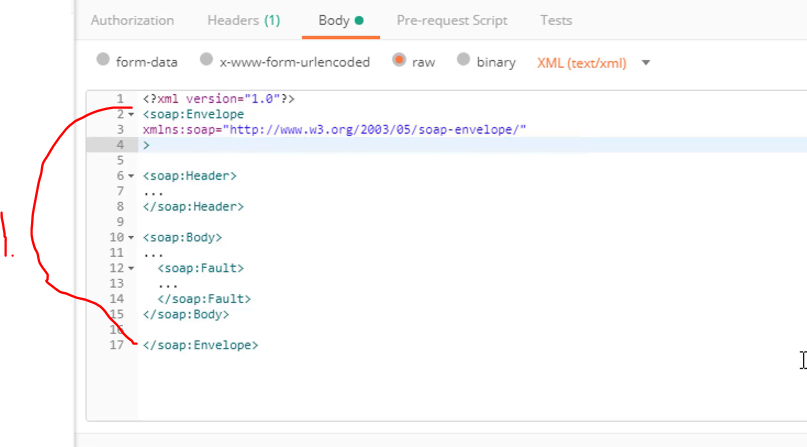 Authorization Headers (1) Body Pre-request Script Tests
form-data x-www-form-urlencoded raw binary XML (text/xml)
1 <?xml version="1.0"?>
2 <soap:Envelope
3 xmlns:soap="http://www.w3.org/2003/05/soap-envelope/"
4 >
5
6 <soap:Header>
7 ...
8 </soap:Header>
9
10 <soap:Body>
11 ...
12 <soap:Fault>
13 ...
14 </soap:Fault>
15 </soap:Body>
16
17 </soap:Envelope>
1.